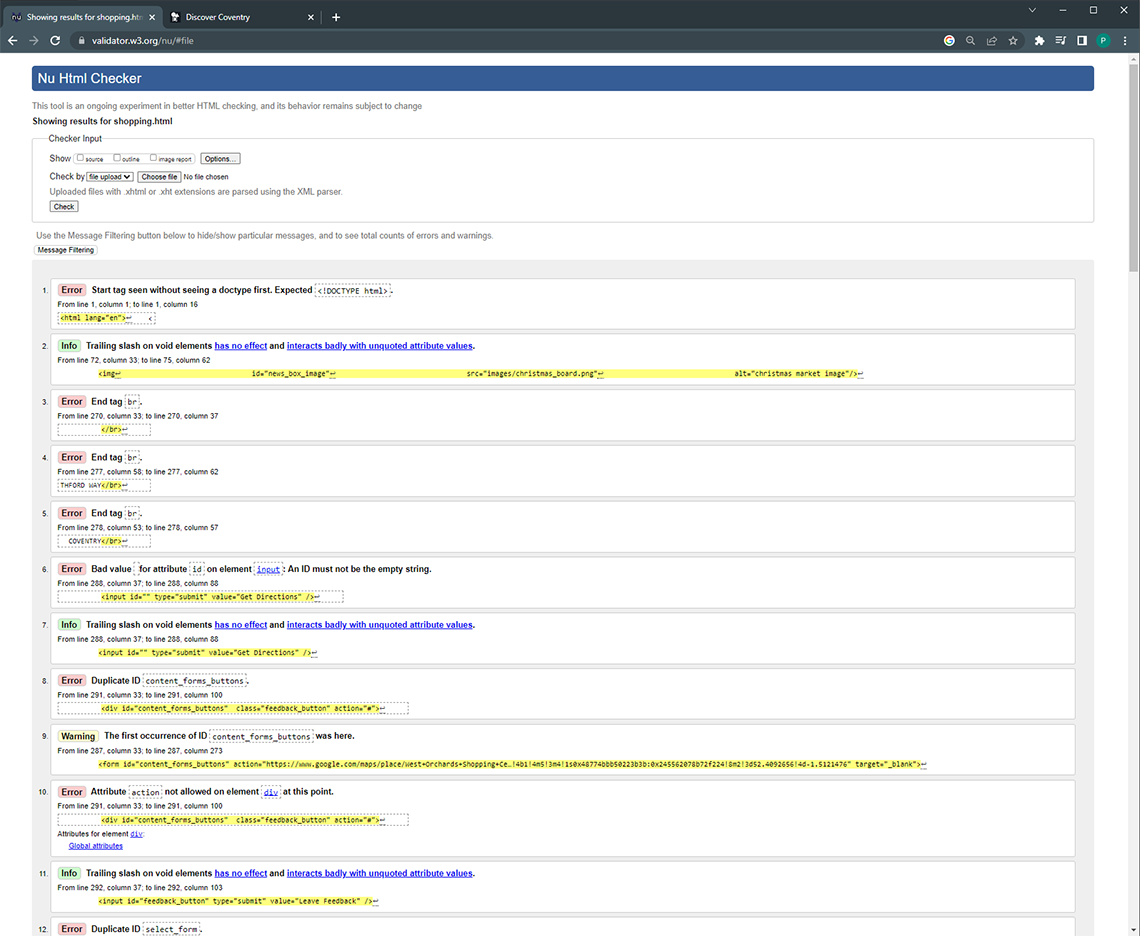 Showing results for shopping.htm
Discover Coventry
validator.w3.org/nu/#file
P
Nu Html Checker
This tool is an ongoing experiment in better HTML checking, and its behavior remains subject to change
Showing results for shopping.html
Checker Input
Show source outline image report Options...
Check by file upload Choose file No file chosen
Uploaded files with .xhtml or .xht extensions are parsed using the XML parser.
Check
Use the Message Filtering button below to hide/show particular messages, and to see total counts of errors and warnings.
Message Filtering
1. Error Start tag seen without seeing a doctype first. Expected <!DOCTYPE html>.
From line 1, column 1; to line 1, column 16
<html lang="en">↩ <
2. Info Trailing slash on void elements has no effect and interacts badly with unquoted attribute values.
From line 72, column 33; to line 75, column 62
<img↩ id="news_box_image"↩ src="images/christmas_board.png"↩ alt="christmas market image"/>↩
3. Error End tag br.
From line 270, column 33; to line 270, column 37
</br>↩
4. Error End tag br.
From line 277, column 58; to line 277, column 62
THFORD WAY</br>↩
5. Error End tag br.
From line 278, column 53; to line 278, column 57
COVENTRY</br>↩
6. Error Bad value for attribute id on element input: An ID must not be the empty string.
From line 288, column 37; to line 288, column 88
<input id="" type="submit" value="Get Directions" />↩
7. Info Trailing slash on void elements has no effect and interacts badly with unquoted attribute values.
From line 288, column 37; to line 288, column 88
<input id="" type="submit" value="Get Directions" />↩
8. Error Duplicate ID content_forms_buttons.
From line 291, column 33; to line 291, column 100
<div id="content_forms_buttons" class="feedback_button" action="#">↩
9. Warning The first occurrence of ID content_forms_buttons was here.
From line 287, column 33; to line 287, column 273
<form id="content_forms_buttons" action="https://www.google.com/maps/place/West+Orchards+Shopping+Ce…!4b1!4m5!3m4!1s0x48774bbb50223b3b:0x245562078b72f224!8m2!3d52.4092656!4d-1.5121476" target="_blank">↩
10. Error Attribute action not allowed on element div at this point.
From line 291, column 33; to line 291, column 100
<div id="content_forms_buttons" class="feedback_button" action="#">↩
Attributes for element div:
Global attributes
11. Info Trailing slash on void elements has no effect and interacts badly with unquoted attribute values.
From line 292, column 37; to line 292, column 103
<input id="feedback_button" type="submit" value="Leave Feedback" />↩
12. Error Duplicate ID select_form.